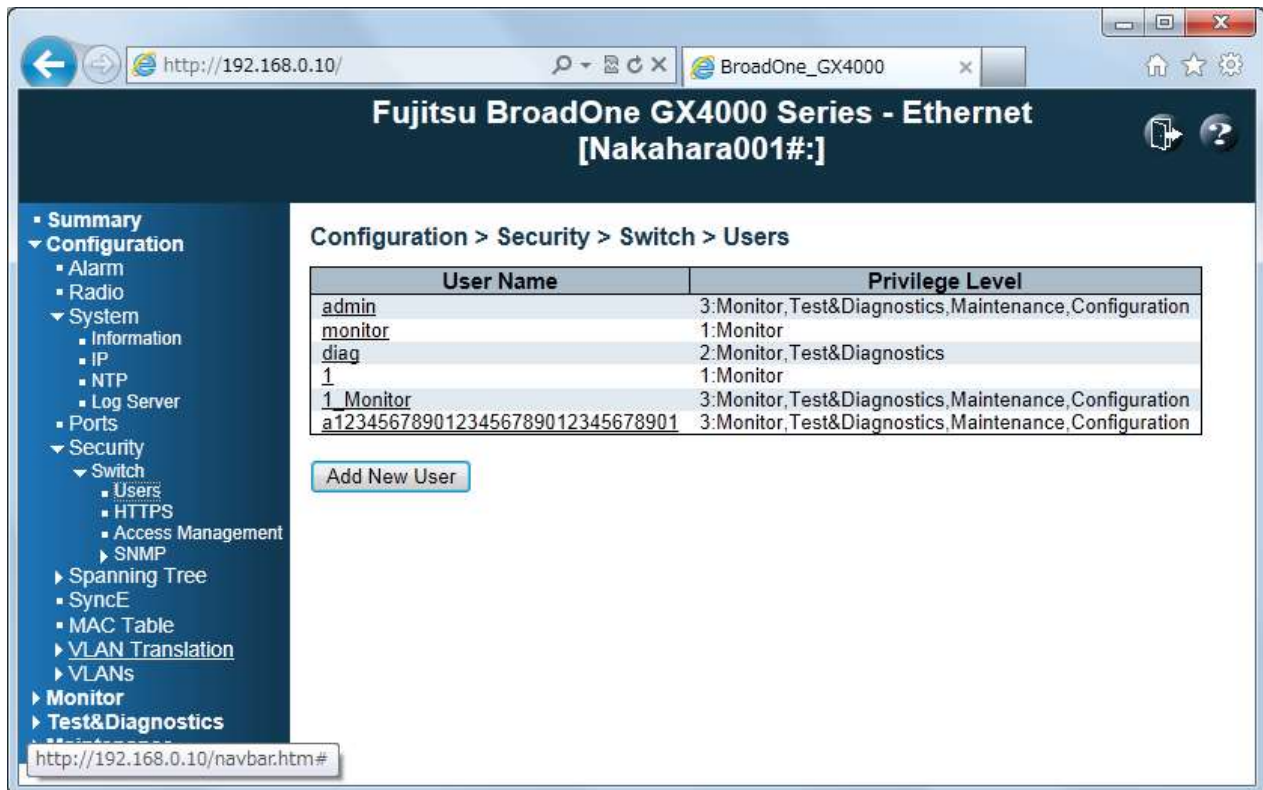 http://192.168.0.10/
BroadOne_GX4000
Fujitsu BroadOne GX4000 Series - Ethernet
[Nakahara001#:]
Summary
Configuration
Alarm
Radio
System
Information
IP
NTP
Log Server
Ports
Security
Switch
Users
HTTPS
Access Management
SNMP
Spanning Tree
SyncE
MAC Table
VLAN Translation
VLANs
Monitor
Test&Diagnostics
http://192.168.0.10/navbar.htm#
Configuration > Security > Switch > Users
User Name Privilege Level
admin 3:Monitor,Test&Diagnostics,Maintenance,Configuration
monitor 1:Monitor
diag 2:Monitor,Test&Diagnostics
1 1:Monitor
1_Monitor 3:Monitor,Test&Diagnostics,Maintenance,Configuration
a123456789012345678901234567890​1 3:Monitor,Test&Diagnostics,Maintenance,Configuration
Add New User